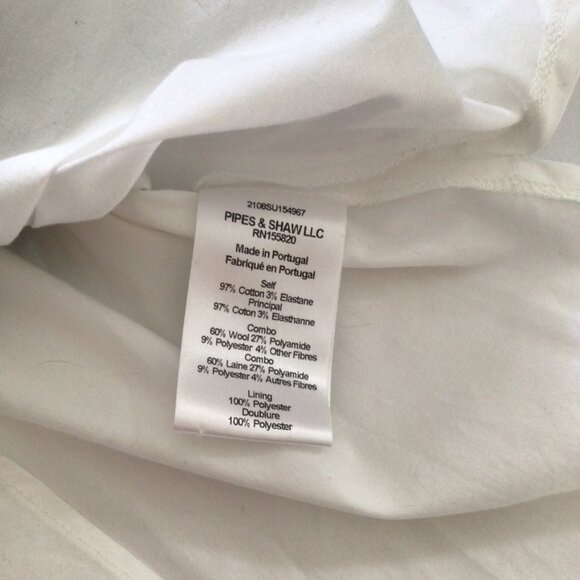 2108SU154967
PIPES & SHAW LLC
RN155820
Made in Portugal
Fabriqué en Portugal
Self
97% Cotton 3% Elastane
Principal
97% Coton 3% Elasthanne
Combo
60% Wool 27% Polyamide
9% Polyester 4% Other Fibres
Combo
60% Laine 27% Polyamide
9% Polyester 4% Autres Fibres
Lining
100% Polyester
Doublure
100% Polyester